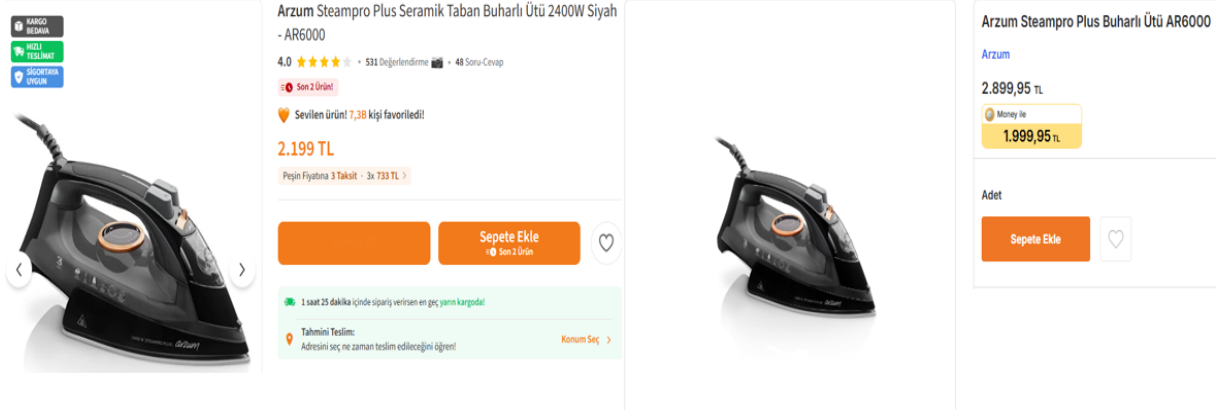 KARGO
BEDAVA
HIZLI
TESLİMAT
SİGORTAYA
UYGUN
Arzum Steampro Plus Seramik Taban Buharlı Ütü 2400W Siyah
- AR6000
4.0 • 531 Değerlendirme • 48 Soru-Cevap
Son 2 Ürün!
Sevilen ürün! 7,3B kişi favoriledi!
2.199 TL
Peşin Fiyatına 3 Taksit · 3x 733 TL >
Sepete Ekle
Son 2 Ürün
1 saat 25 dakika içinde sipariş verirsen en geç yarın kargoda!
Tahmini Teslim:
Adresini seç ne zaman teslim edileceğini öğren!
Konum Seç >
arzum
arzum
Arzum Steampro Plus Buharlı Ütü AR6000
Arzum
2.899,95 TL
Money ile
1.999,95 TL
Adet
Sepete Ekle